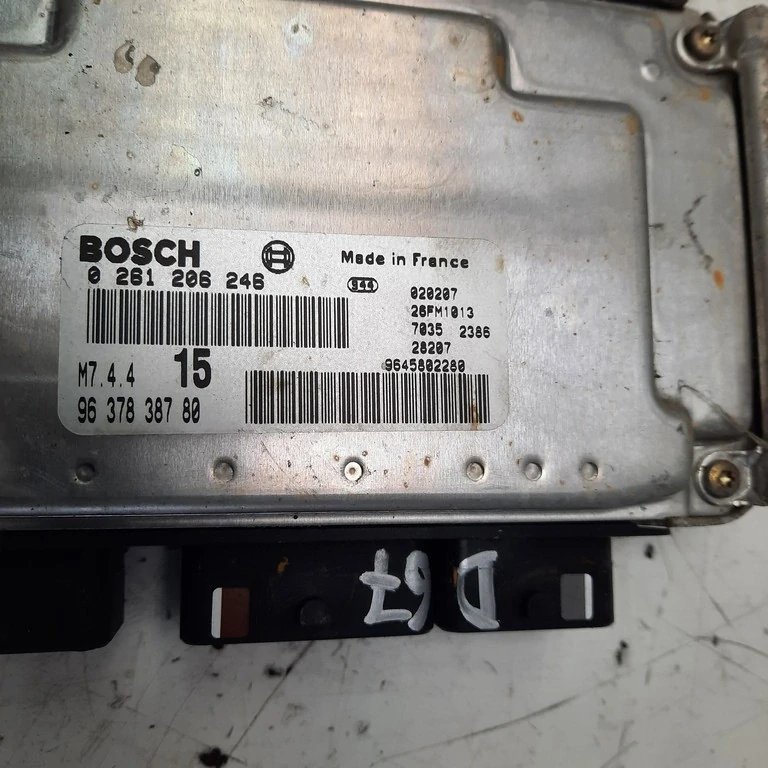 BOSCH
Made in France
0 261 206 246
944
020207
26FM1013
7035 2386
28207
9645802280
M7.4.4 15
96 378 387 80
D67